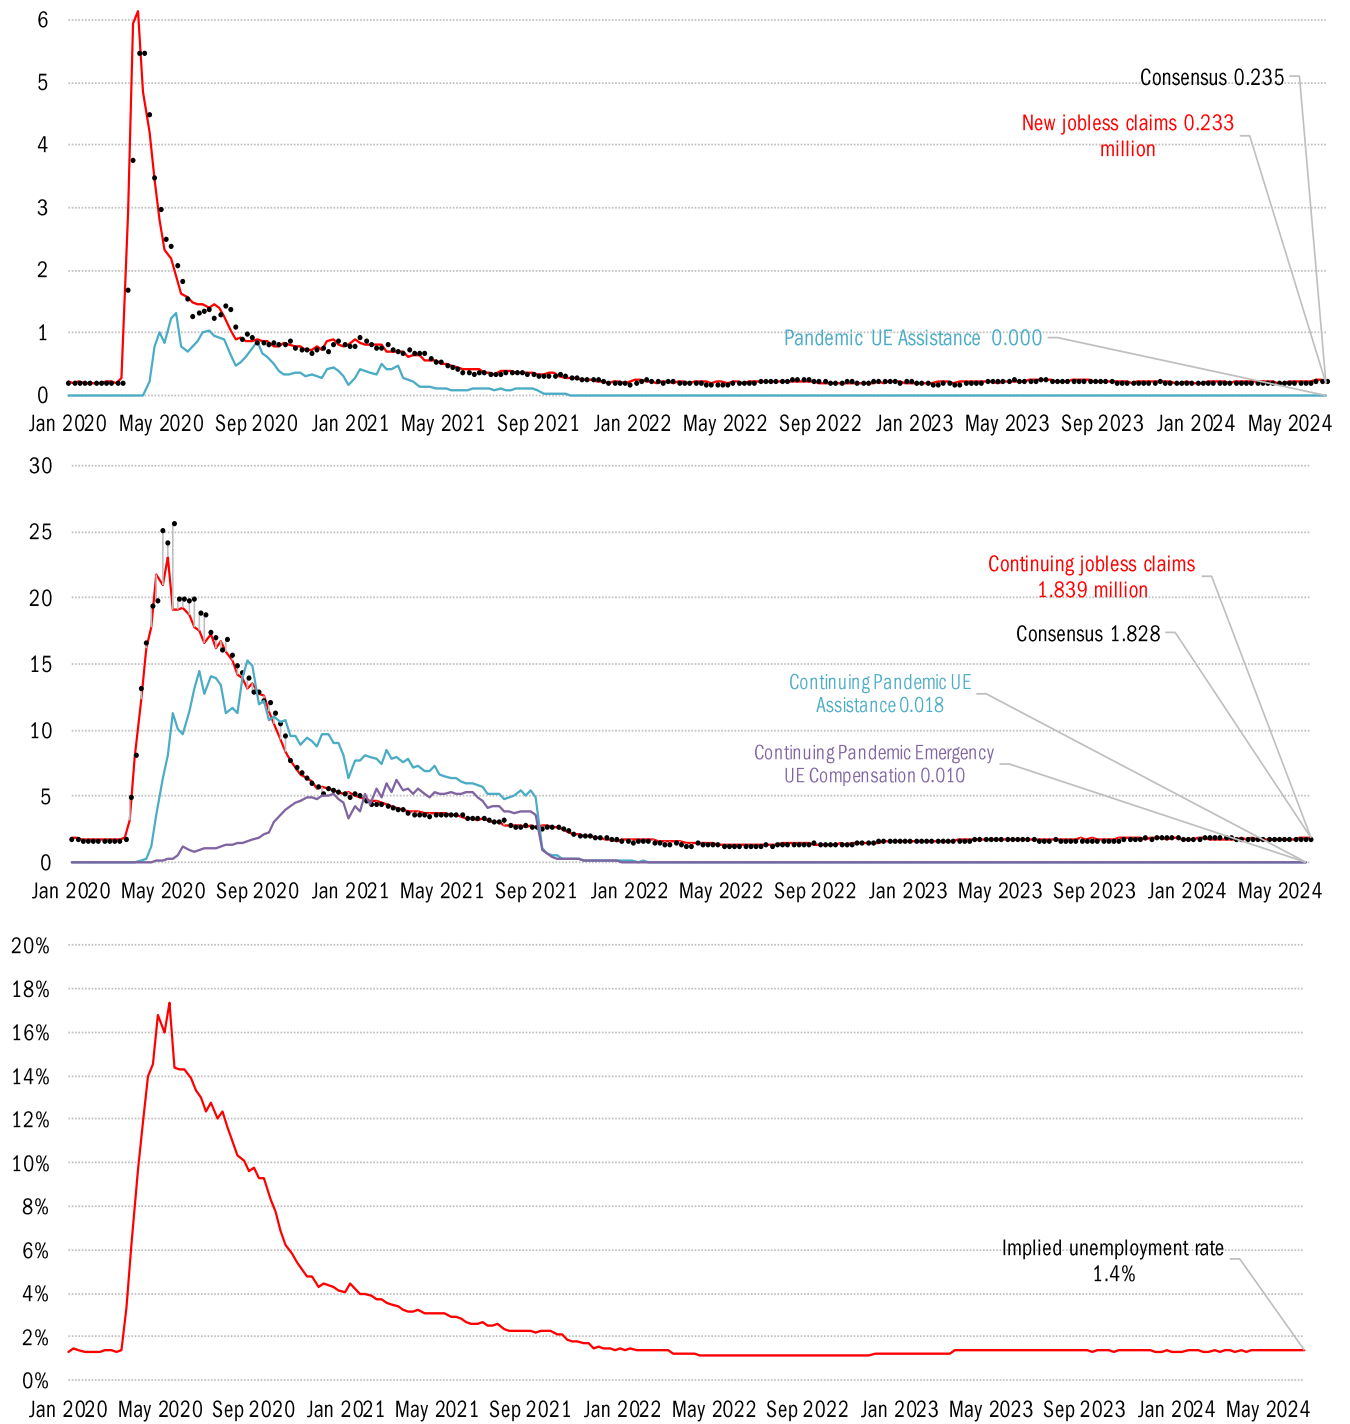 6
Consensus 0.235
5
New jobless claims 0.233
million
4
3
2
Pandemic UE Assistance 0.000
1
0
Jan 2020 May 2020 Sep 2020 Jan 2021 May 2021 Sep 2021 Jan 2022 May 2022 Sep 2022 Jan 2023 May 2023 Sep 2023 Jan 2024 May 2024
30
25
Continuing jobless claims
1.839 million
20
Consensus 1.828
15
Continuing Pandemic UE
Assistance 0.018
10
Continuing Pandemic Emergency
UE Compensation 0.010
5
0
Jan 2020 May 2020 Sep 2020 Jan 2021 May 2021 Sep 2021 Jan 2022 May 2022 Sep 2022 Jan 2023 May 2023 Sep 2023 Jan 2024 May 2024
20%
18%
16%
14%
12%
10%
8%
6%
Implied unemployment rate
1.4%
4%
2%
0%
Jan 2020 May 2020 Sep 2020 Jan 2021 May 2021 Sep 2021 Jan 2022 May 2022 Sep 2022 Jan 2023 May 2023 Sep 2023 Jan 2024 May 2024